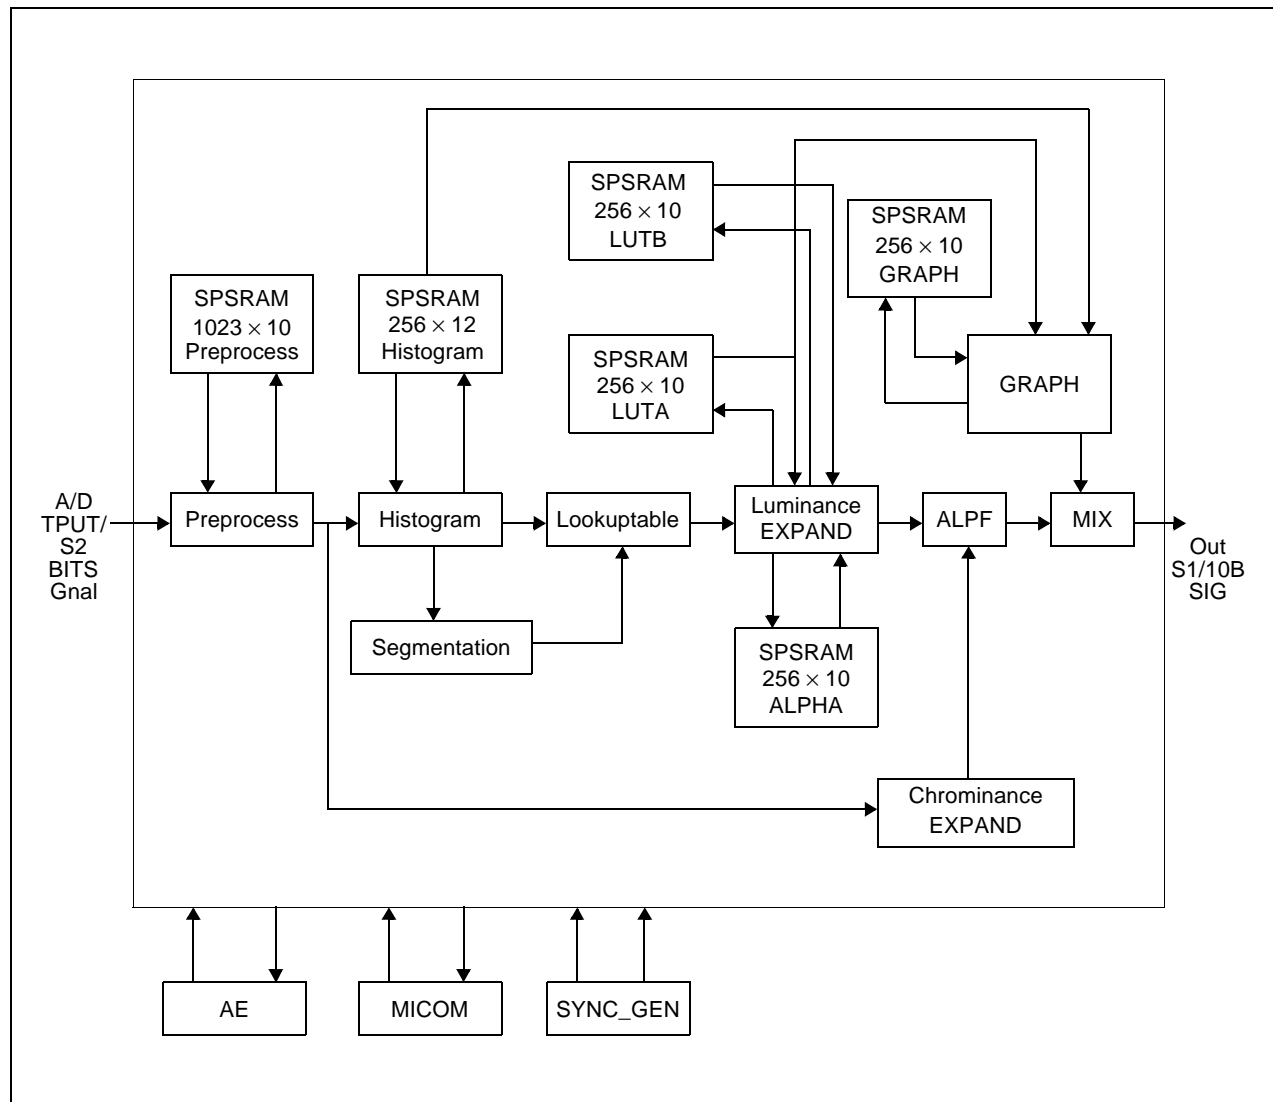 SPSRAM
256 × 10
LUTB
SPSRAM
256 × 10
GRAPH
SPSRAM
1023 × 10
Preprocess
SPSRAM
256 × 12
Histogram
SPSRAM
256 × 10
LUTA
GRAPH
A/D
TPUT/
S2
BITS
Gnal
Preprocess
Histogram
Lookuptable
Luminance
EXPAND
ALPF
MIX
Out
S1/10B
SIG
Segmentation
SPSRAM
256 × 10
ALPHA
Chrominance
EXPAND
AE
MICOM
SYNC_GEN